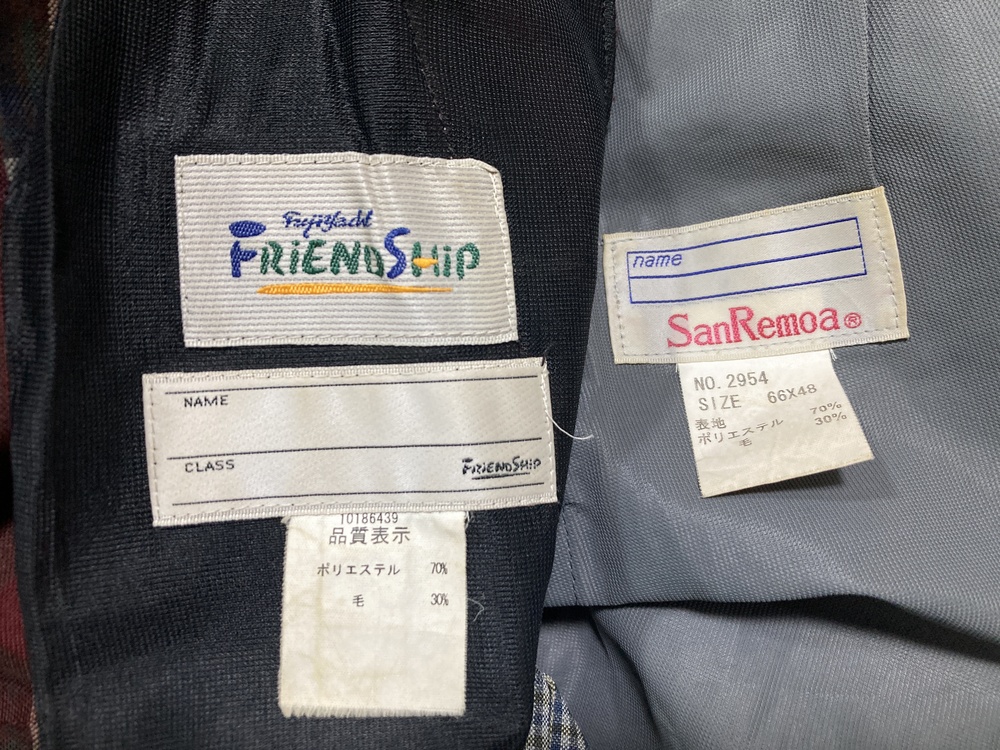 FujiYacht
FRiENDSHiP
NAME
CLASS
FRiENDSHiP
10186439
品質表示
ポリエステル 70%
毛 30%
name
SanRemoa®
NO. 2954
SIZE 66X48
表地
ポリエステル 70%
毛 30%